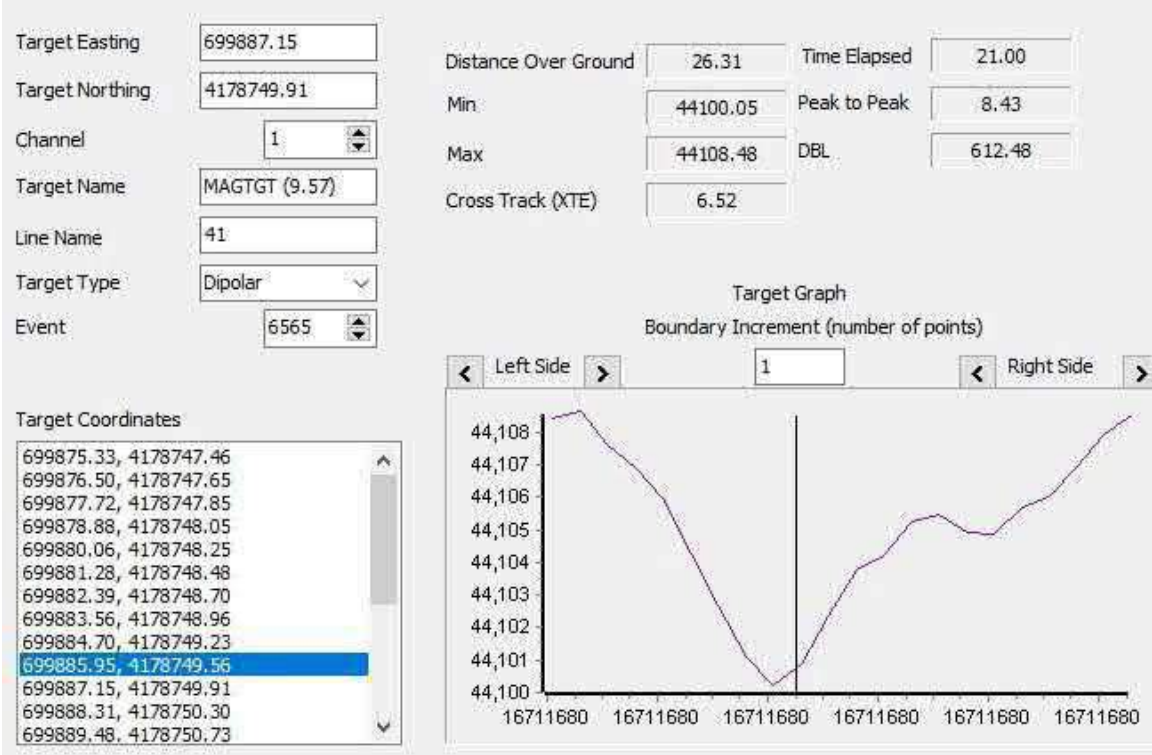 Target Easting 699887.15
Target Northing 4178749.91
Channel 1
Target Name MAGTGT (9.57)
Line Name 41
Target Type Dipolar
Event 6565
Distance Over Ground 26.31 Time Elapsed 21.00
Min 44100.05 Peak to Peak 8.43
Max 44108.48 DBL 612.48
Cross Track (XTE) 6.52
Target Coordinates
699875.33, 4178747.46
699876.50, 4178747.65
699877.72, 4178747.85
699878.88, 4178748.05
699880.06, 4178748.25
699881.28, 4178748.48
699882.39, 4178748.70
699883.56, 4178748.96
699884.70, 4178749.23
699885.95, 4178749.56
699887.15, 4178749.91
699888.31, 4178750.30
699889.48, 4178750.73
Target Graph
Boundary Increment (number of points)
< Left Side > 1 < Right Side >
44,108
44,107
44,106
44,105
44,104
44,103
44,102
44,101
44,100
16711680 16711680 16711680 16711680 16711680 16711680